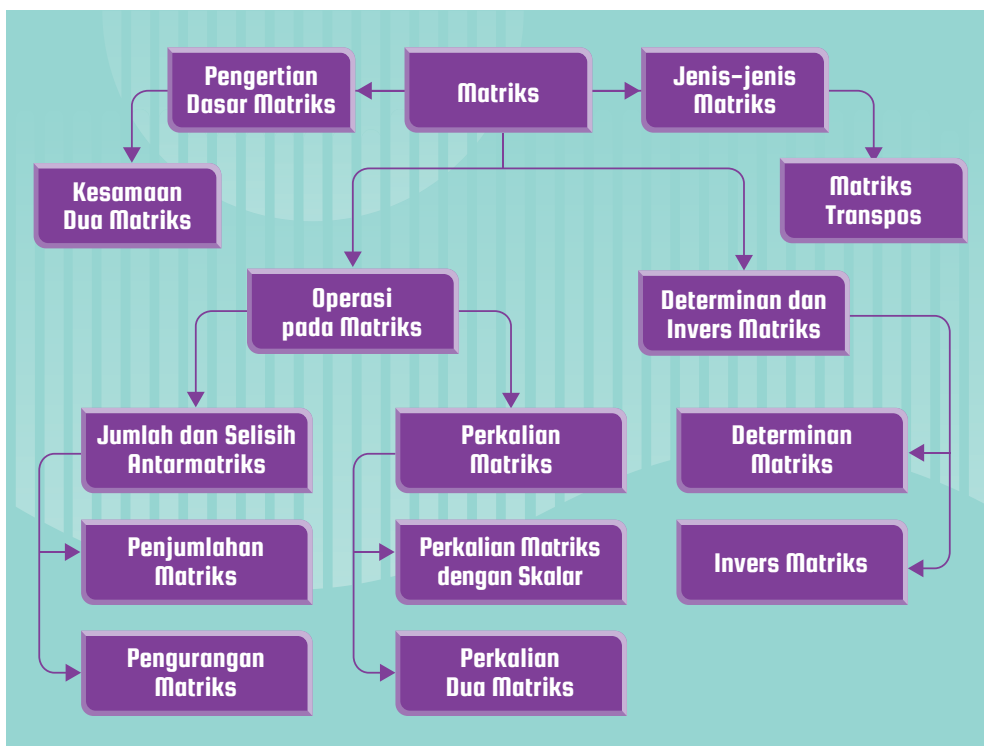 Pengertian
Dasar Matriks
Matriks
Jenis-jenis
Matriks
Kesamaan
Dua Matriks
Matriks
Transpos
Operasi
pada Matriks
Determinan dan
Invers Matriks
Jumlah dan Selisih
Antarmatriks
Perkalian
Matriks
Determinan
Matriks
Penjumlahan
Matriks
Perkalian Matriks
dengan Skalar
Invers Matriks
Pengurangan
Matriks
Perkalian
Dua Matriks